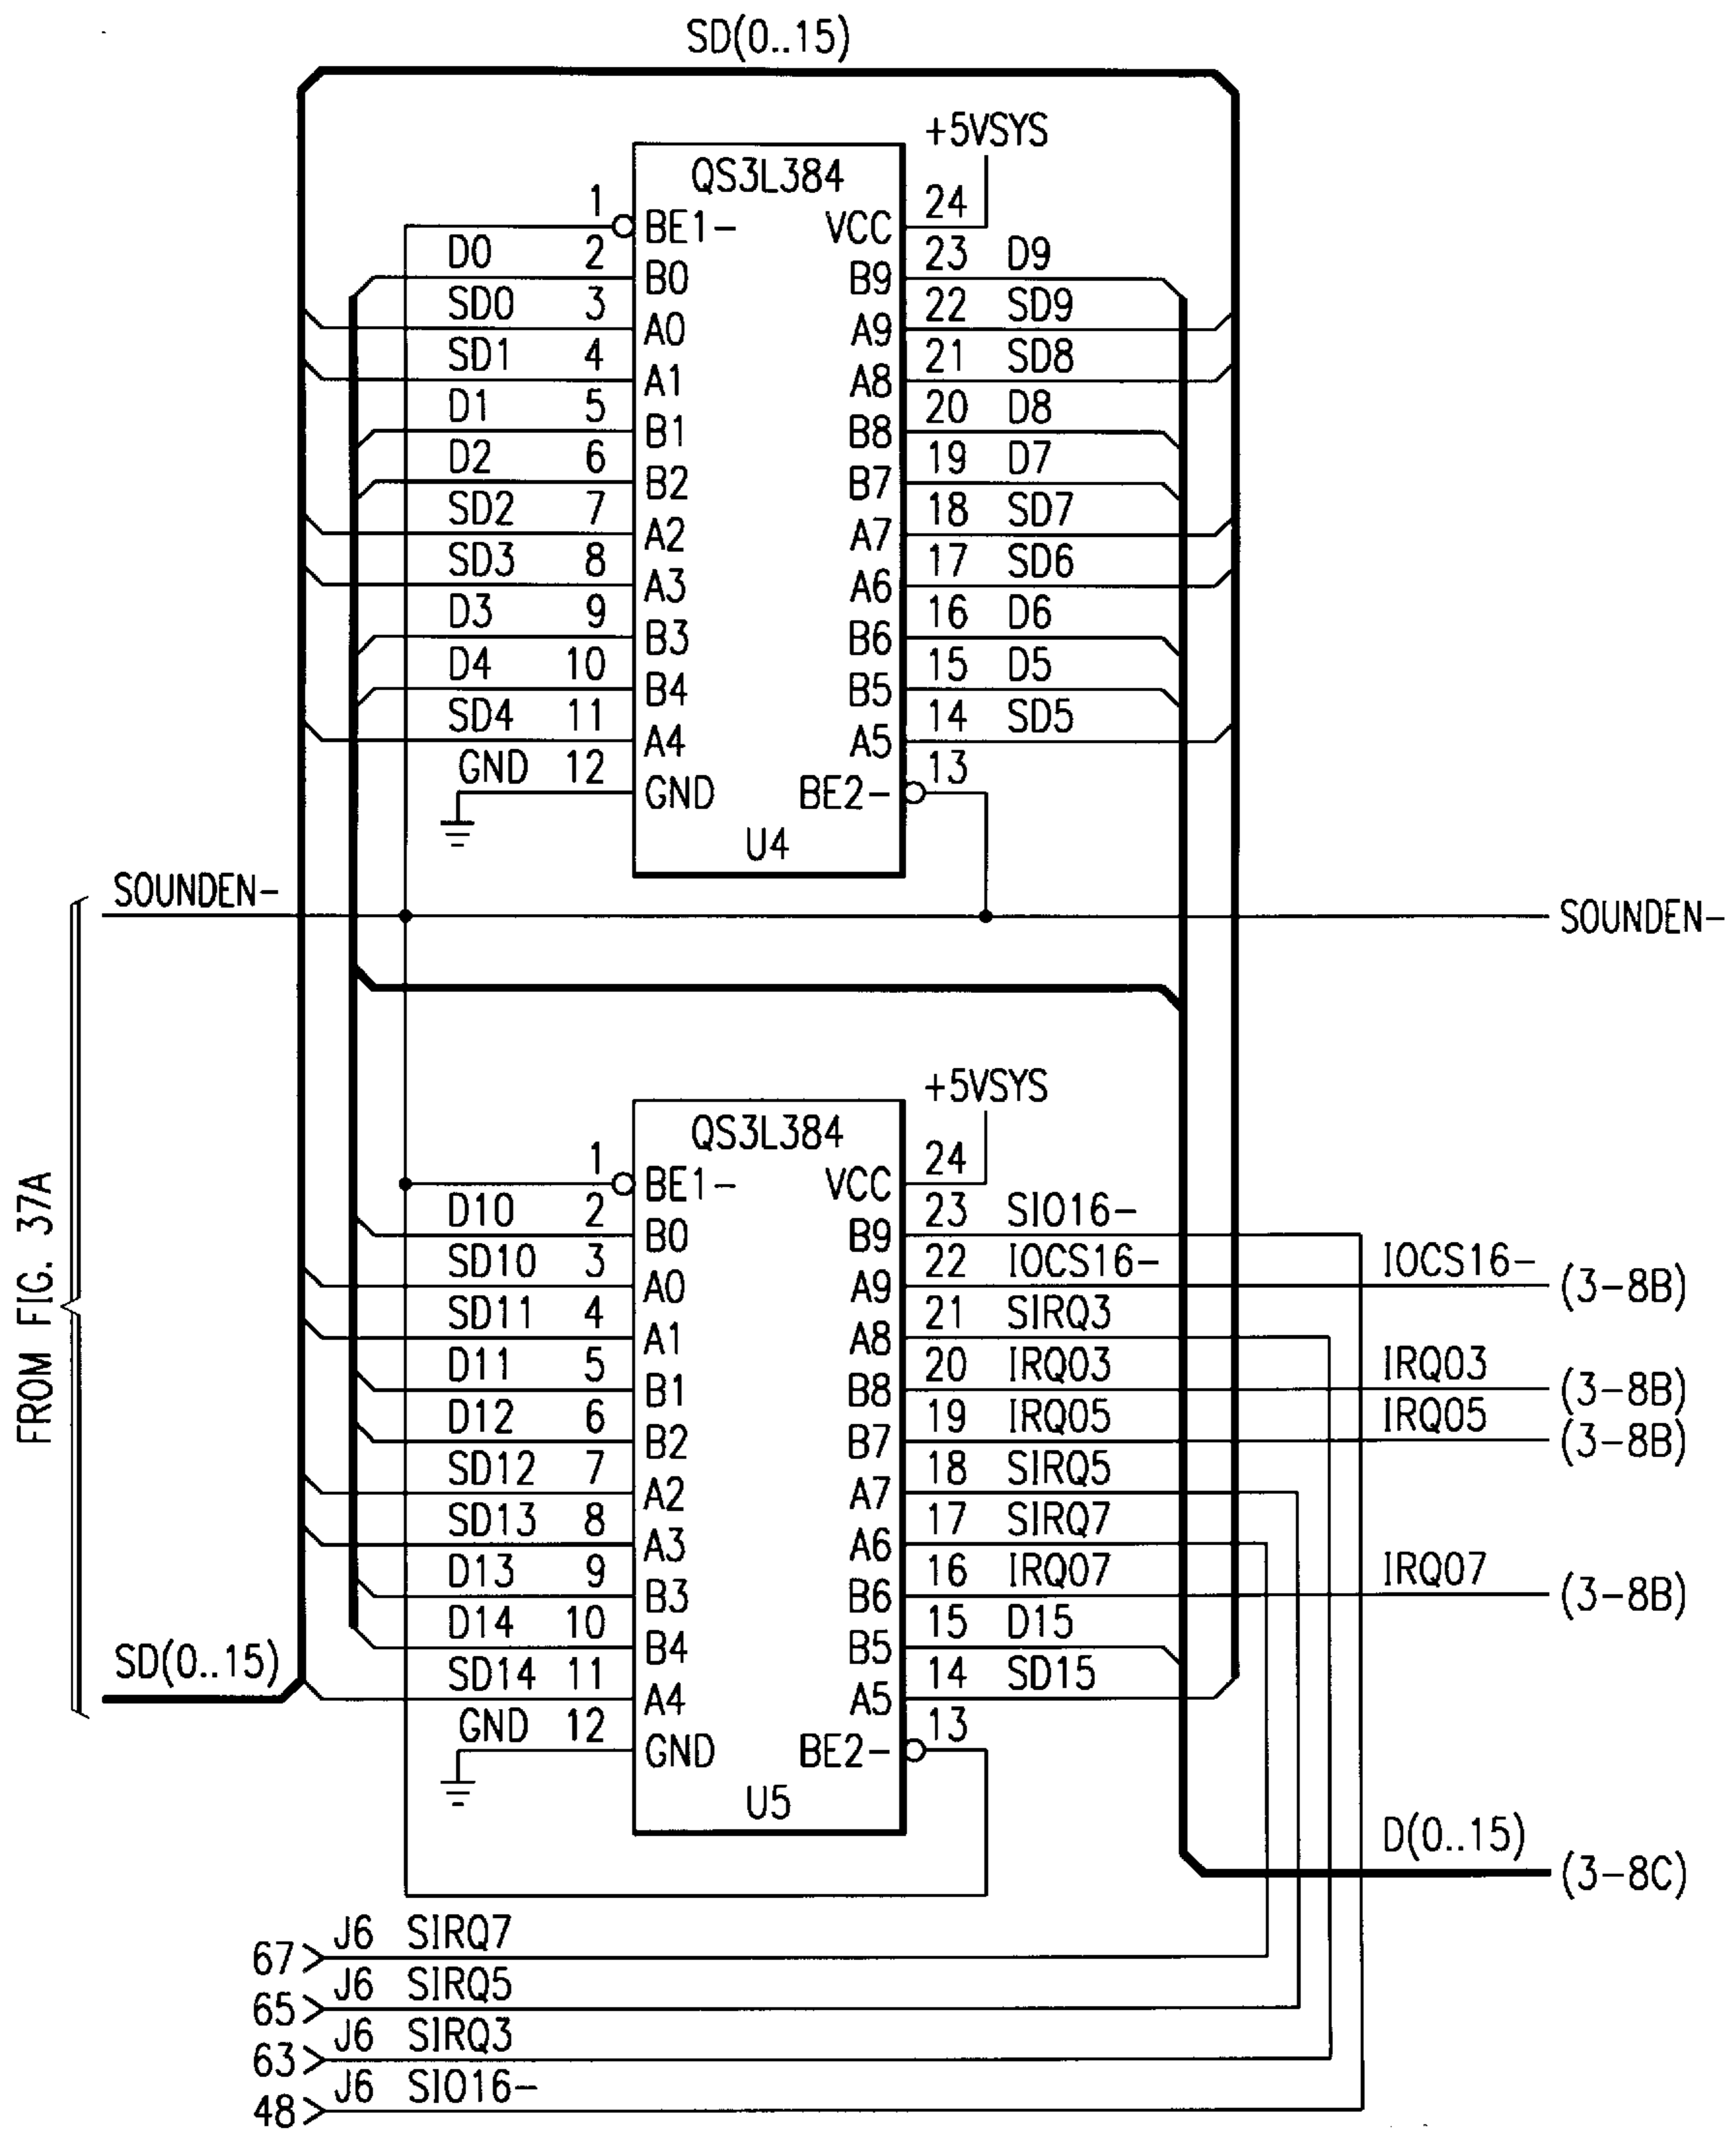 SD(0..15)
+5VSYS
QS3L384
1 BE1- VCC 24
D0 2 B0 B9 23 D9
SD0 3 A0 A9 22 SD9
SD1 4 A1 A8 21 SD8
D1 5 B1 B8 20 D8
D2 6 B2 B7 19 D7
SD2 7 A2 A7 18 SD7
SD3 8 A3 A6 17 SD6
D3 9 B3 B6 16 D6
D4 10 B4 B5 15 D5
SD4 11 A4 A5 14 SD5
GND 12 GND BE2- 13
U4
SOUNDEN- SOUNDEN-
+5VSYS
QS3L384
1 BE1- VCC 24
D10 2 B0 B9 23 SIO16-
SD10 3 A0 A9 22 IOCS16- IOCS16- (3-8B)
SD11 4 A1 A8 21 SIRQ3
D11 5 B1 B8 20 IRQ03 IRQ03 (3-8B)
D12 6 B2 B7 19 IRQ05 IRQ05 (3-8B)
SD12 7 A2 A7 18 SIRQ5
SD13 8 A3 A6 17 SIRQ7
D13 9 B3 B6 16 IRQ07 IRQ07 (3-8B)
D14 10 B4 B5 15 D15
SD14 11 A4 A5 14 SD15
GND 12 GND BE2- 13
U5
FROM FIG. 37A
SD(0..15)
D(0..15) (3-8C)
67 J6 SIRQ7
65 J6 SIRQ5
63 J6 SIRQ3
48 J6 SIO16-